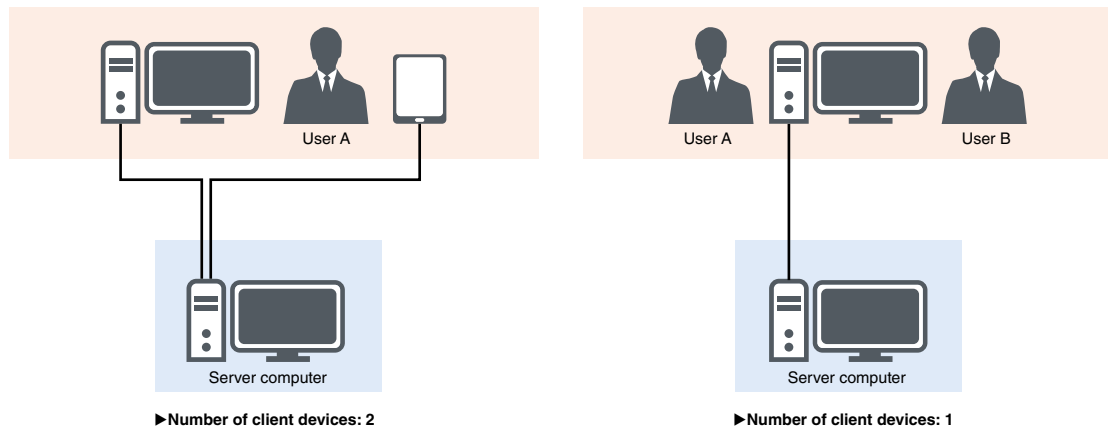 User A
Server computer
▶Number of client devices: 2
User A
User B
Server computer
▶Number of client devices: 1